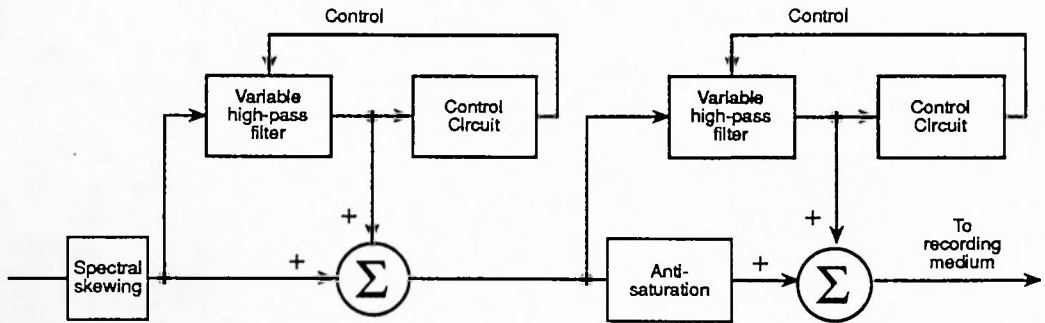 Control
Control
Variable
high-pass
filter
Control
Circuit
Variable
high-pass
filter
Control
Circuit
+
+
+
+
Spectral
skewing
Σ
Anti-
saturation
Σ
To
recording
medium